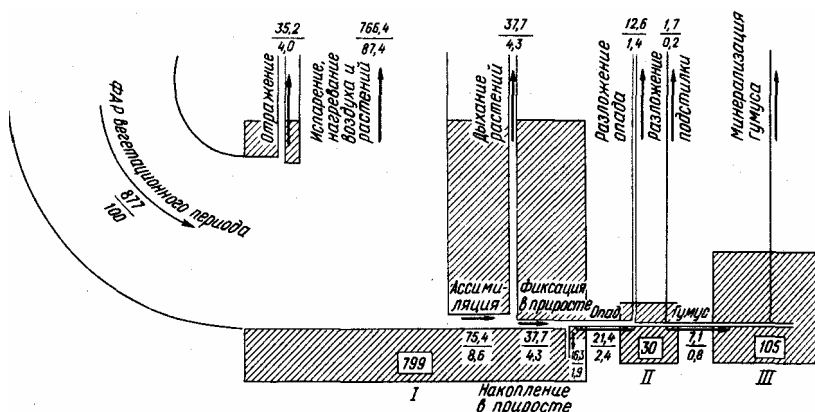 35,2
4,0
766,4
87,4
37,7
4,3
12,6
1,4
1,7
0,2
Отражение
Испарение,
нагревание
воздуха и
растений
Дыхание
растений
Разложение
опада
Разложение
подстилки
Минерализация
гумуса
ФАР вегетационного периода
877
100
Ассими-
ляция
Фиксация
в приросте
Опад
Гумус
75,4
8,6
37,7
4,3
16,3
1,9
21,4
2,4
7,1
0,8
799
30
105
I
II
III
Накопление
в приросте